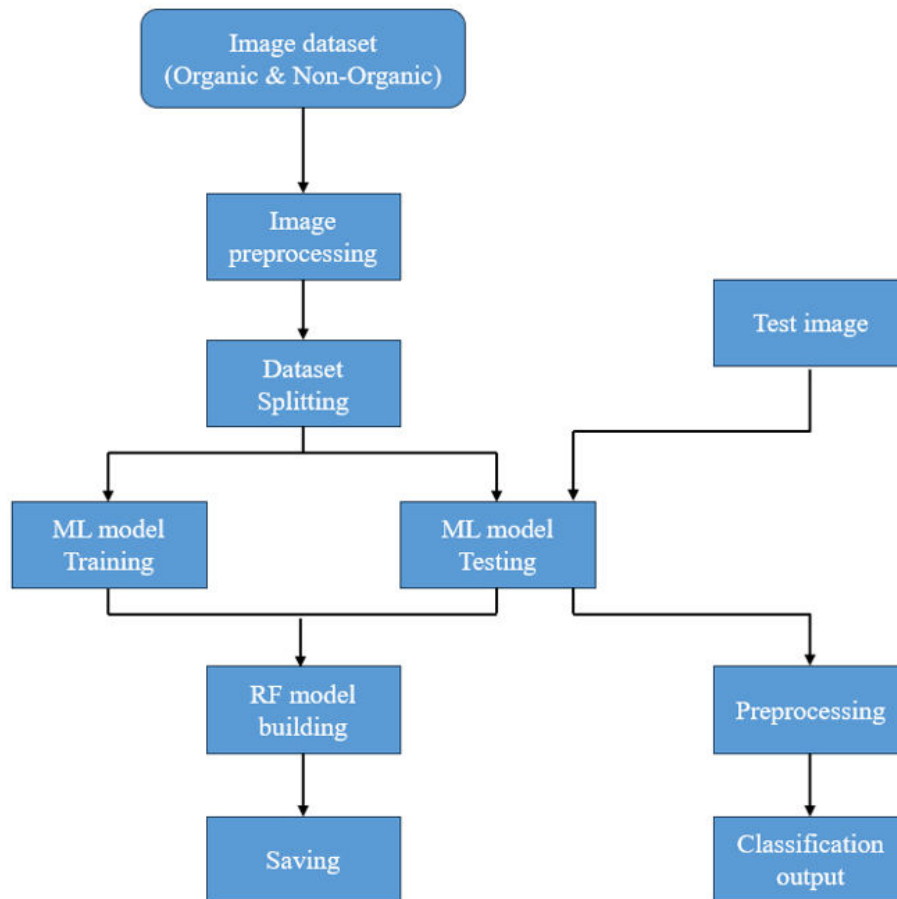 Image dataset
(Organic & Non-Organic)
Image
preprocessing
Test image
Dataset
Splitting
ML model
Training
ML model
Testing
RF model
building
Preprocessing
Saving
Classification
output